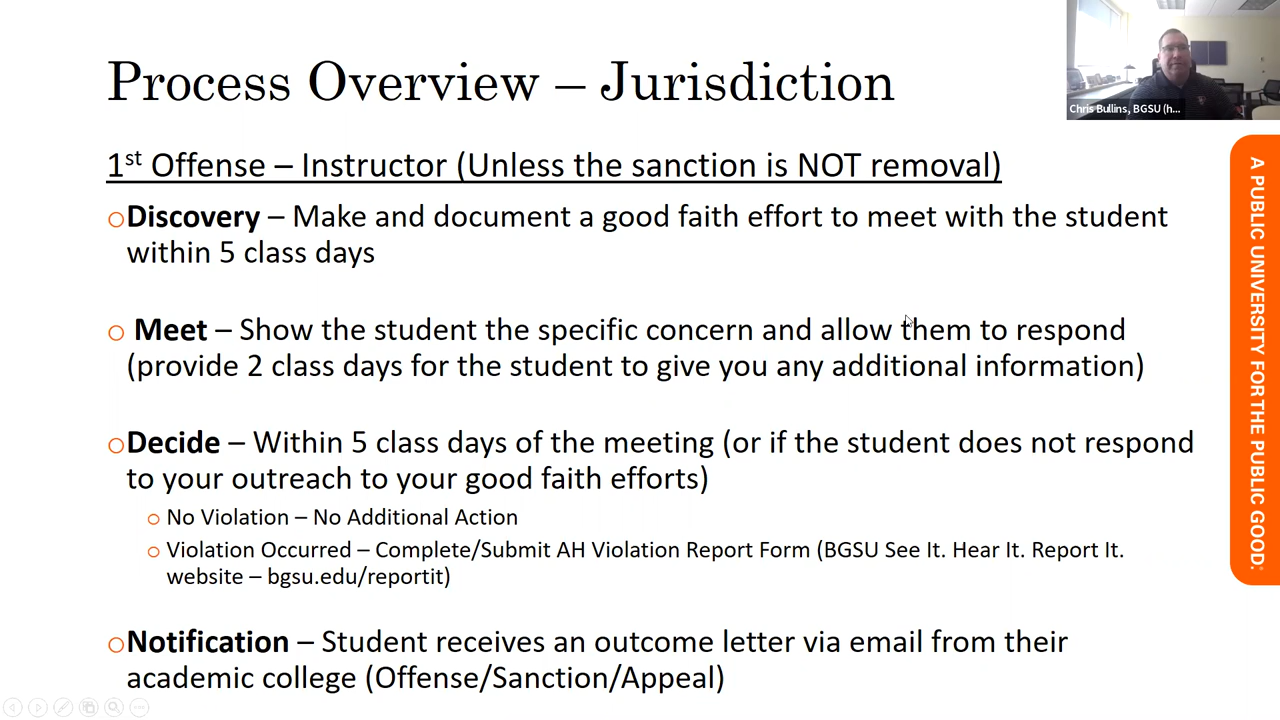 Process Overview – Jurisdiction
Chris Bullins, BGSU (h...
1st Offense – Instructor (Unless the sanction is NOT removal)
Discovery – Make and document a good faith effort to meet with the student
within 5 class days
Meet – Show the student the specific concern and allow them to respond
(provide 2 class days for the student to give you any additional information)
Decide – Within 5 class days of the meeting (or if the student does not respond
to your outreach to your good faith efforts)
No Violation – No Additional Action
Violation Occurred – Complete/Submit AH Violation Report Form (BGSU See It. Hear It. Report It.
website – bgsu.edu/reportit)
Notification – Student receives an outcome letter via email from their
academic college (Offense/Sanction/Appeal)
A PUBLIC UNIVERSITY FOR THE PUBLIC GOOD.